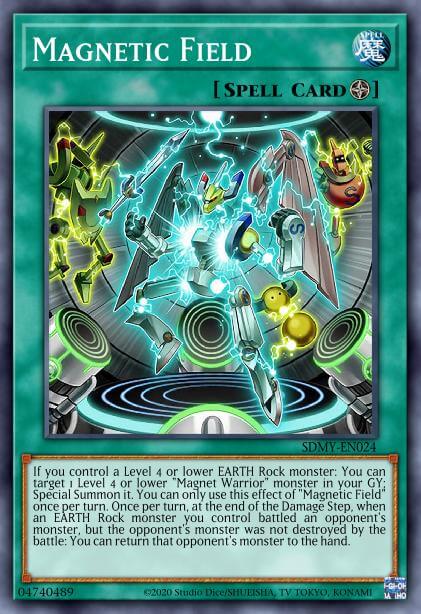 Magnetic Field
SPELL
魔
[Spell Card]
S
SDMY-EN024
If you control a Level 4 or lower EARTH Rock monster: You can
target 1 Level 4 or lower "Magnet Warrior" monster in your GY;
Special Summon it. You can only use this effect of "Magnetic Field"
once per turn. Once per turn, at the end of the Damage Step, when
an EARTH Rock monster you control battled an opponent's
monster, but the opponent's monster was not destroyed by the
battle: You can return that opponent's monster to the hand.
04740489
©2020 Studio Dice/SHUEISHA, TV TOKYO, KONAMI